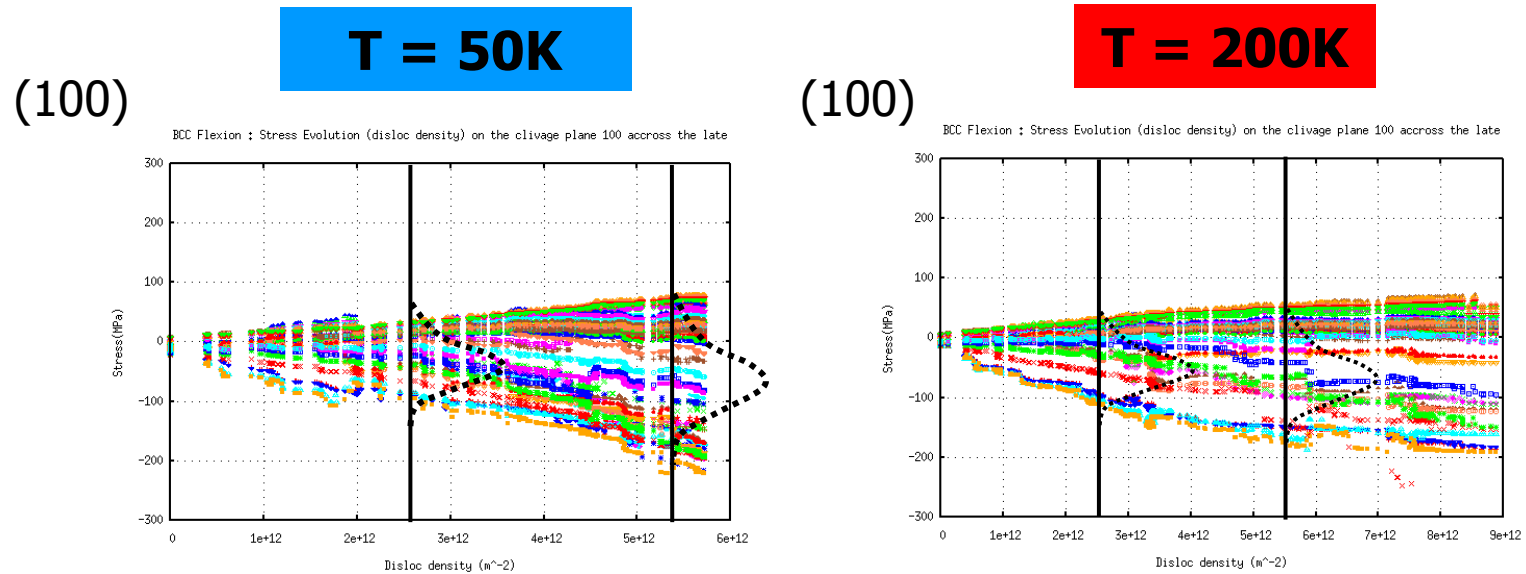 T = 50K
(100)
BCC Flexion : Stress Evolution (disloc density) on the clivage plane 100 accross the late
300
200
100
0
-100
-200
-300
Stress(MPa)
0 1e+12 2e+12 3e+12 4e+12 5e+12 6e+12
Disloc density (m^-2)
T = 200K
(100)
BCC Flexion : Stress Evolution (disloc density) on the clivage plane 100 accross the late
300
200
100
0
-100
-200
-300
Stress(MPa)
0 1e+12 2e+12 3e+12 4e+12 5e+12 6e+12 7e+12 8e+12 9e+12
Disloc density (m^-2)